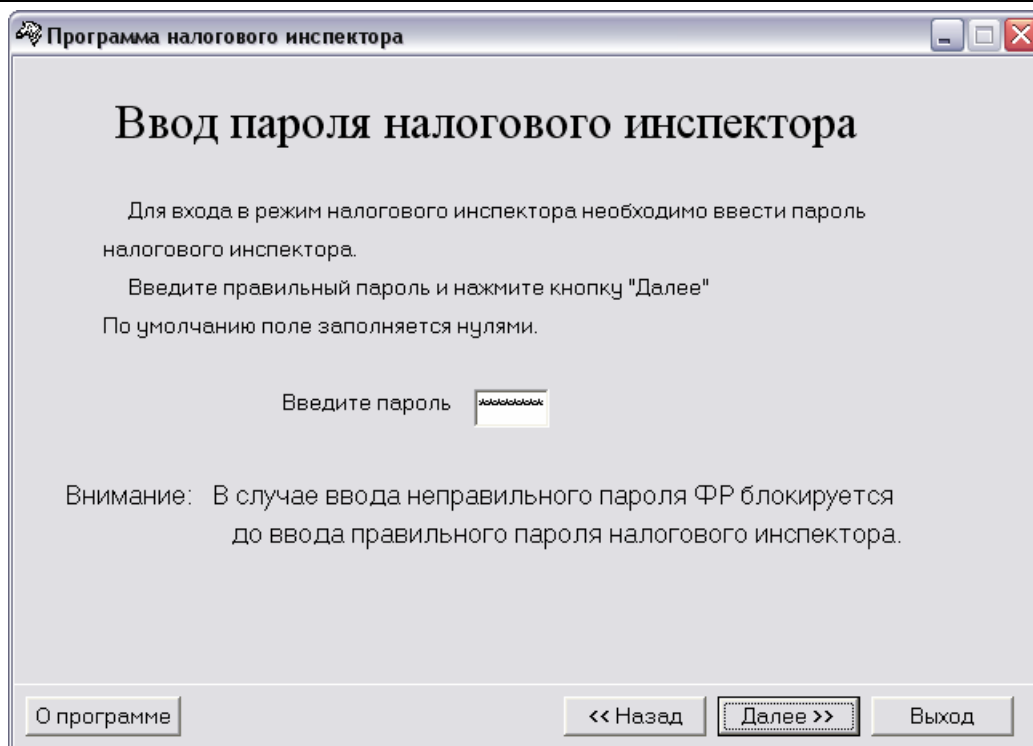 Программа налогового инспектора
Ввод пароля налогового инспектора
Для входа в режим налогового инспектора необходимо ввести пароль
налогового инспектора.
Введите правильный пароль и нажмите кнопку "Далее"
По умолчанию поле заполняется нулями.
Введите пароль **********
Внимание: В случае ввода неправильного пароля ФР блокируется
до ввода правильного пароля налогового инспектора.
О программе << Назад Далее >> Выход